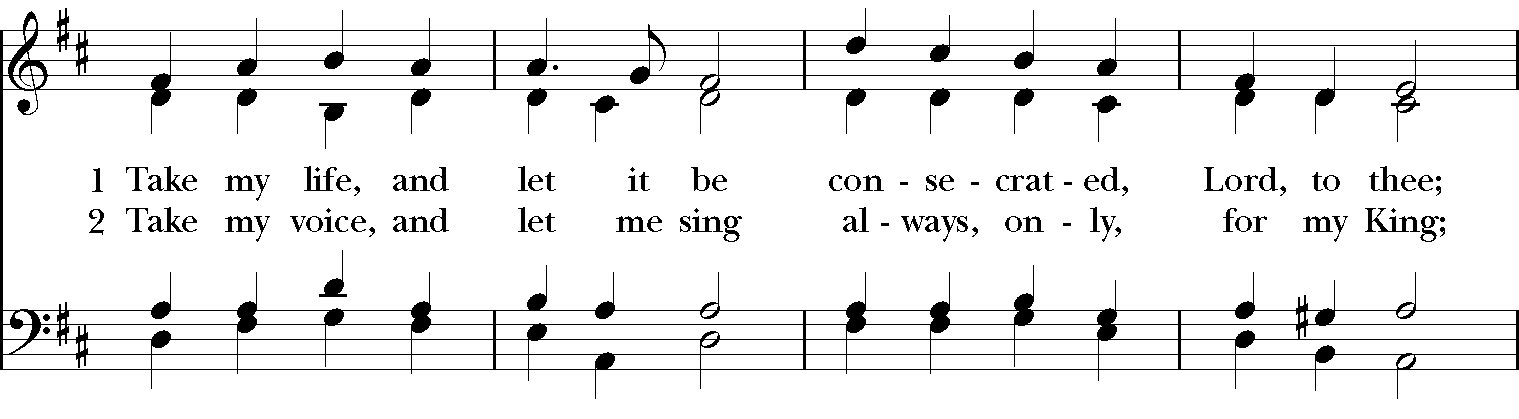 1 Take my life, and let it be con - se - crat - ed, Lord, to thee;
2 Take my voice, and let me sing al - ways, on - ly, for my King;